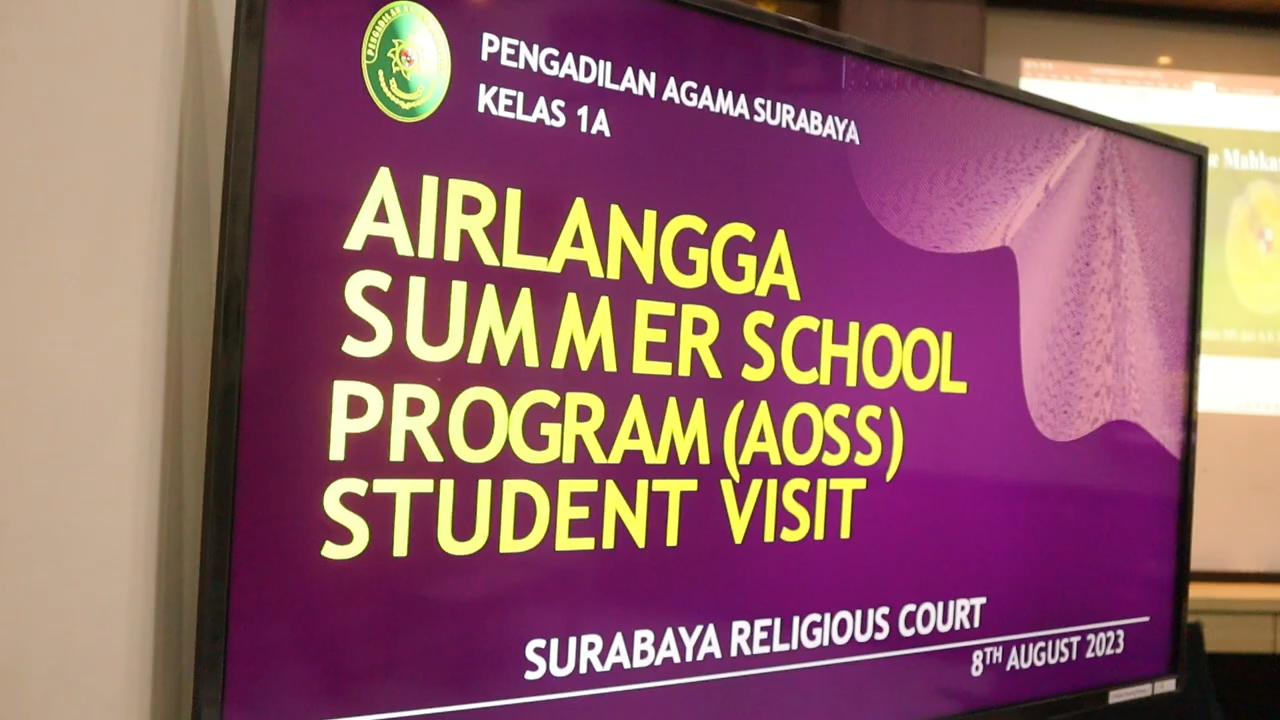 PENGADILAN AGAMA SURABAYA
KELAS 1A
AIRLANGGA
SUMMER SCHOOL
PROGRAM (AOSS)
STUDENT VISIT
SURABAYA RELIGIOUS COURT
8TH AUGUST 2023